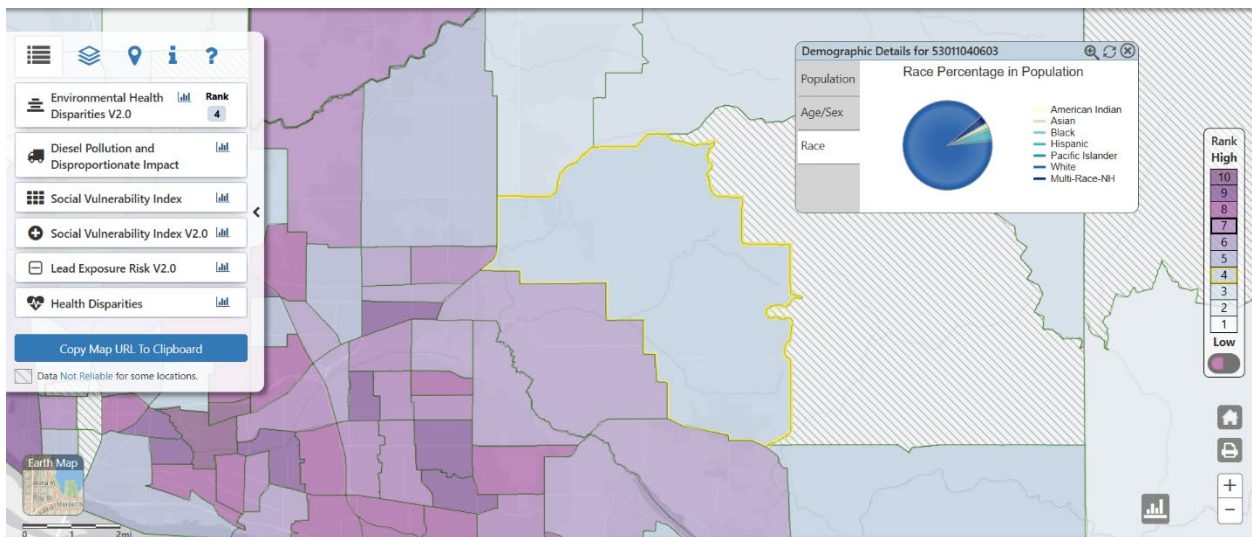 Environmental Health
Disparities V2.0
Rank
4
Diesel Pollution and
Disproportionate Impact
Social Vulnerability Index
Social Vulnerability Index V2.0
Lead Exposure Risk V2.0
Health Disparities
Copy Map URL To Clipboard
Data Not Reliable for some locations.
Earth Map
0 1 2mi
Demographic Details for 53011040603
Population
Age/Sex
Race
Race Percentage in Population
American Indian
Asian
Black
Hispanic
Pacific Islander
White
Multi-Race-NH
Rank
High
10
9
8
7
6
5
4
3
2
1
Low